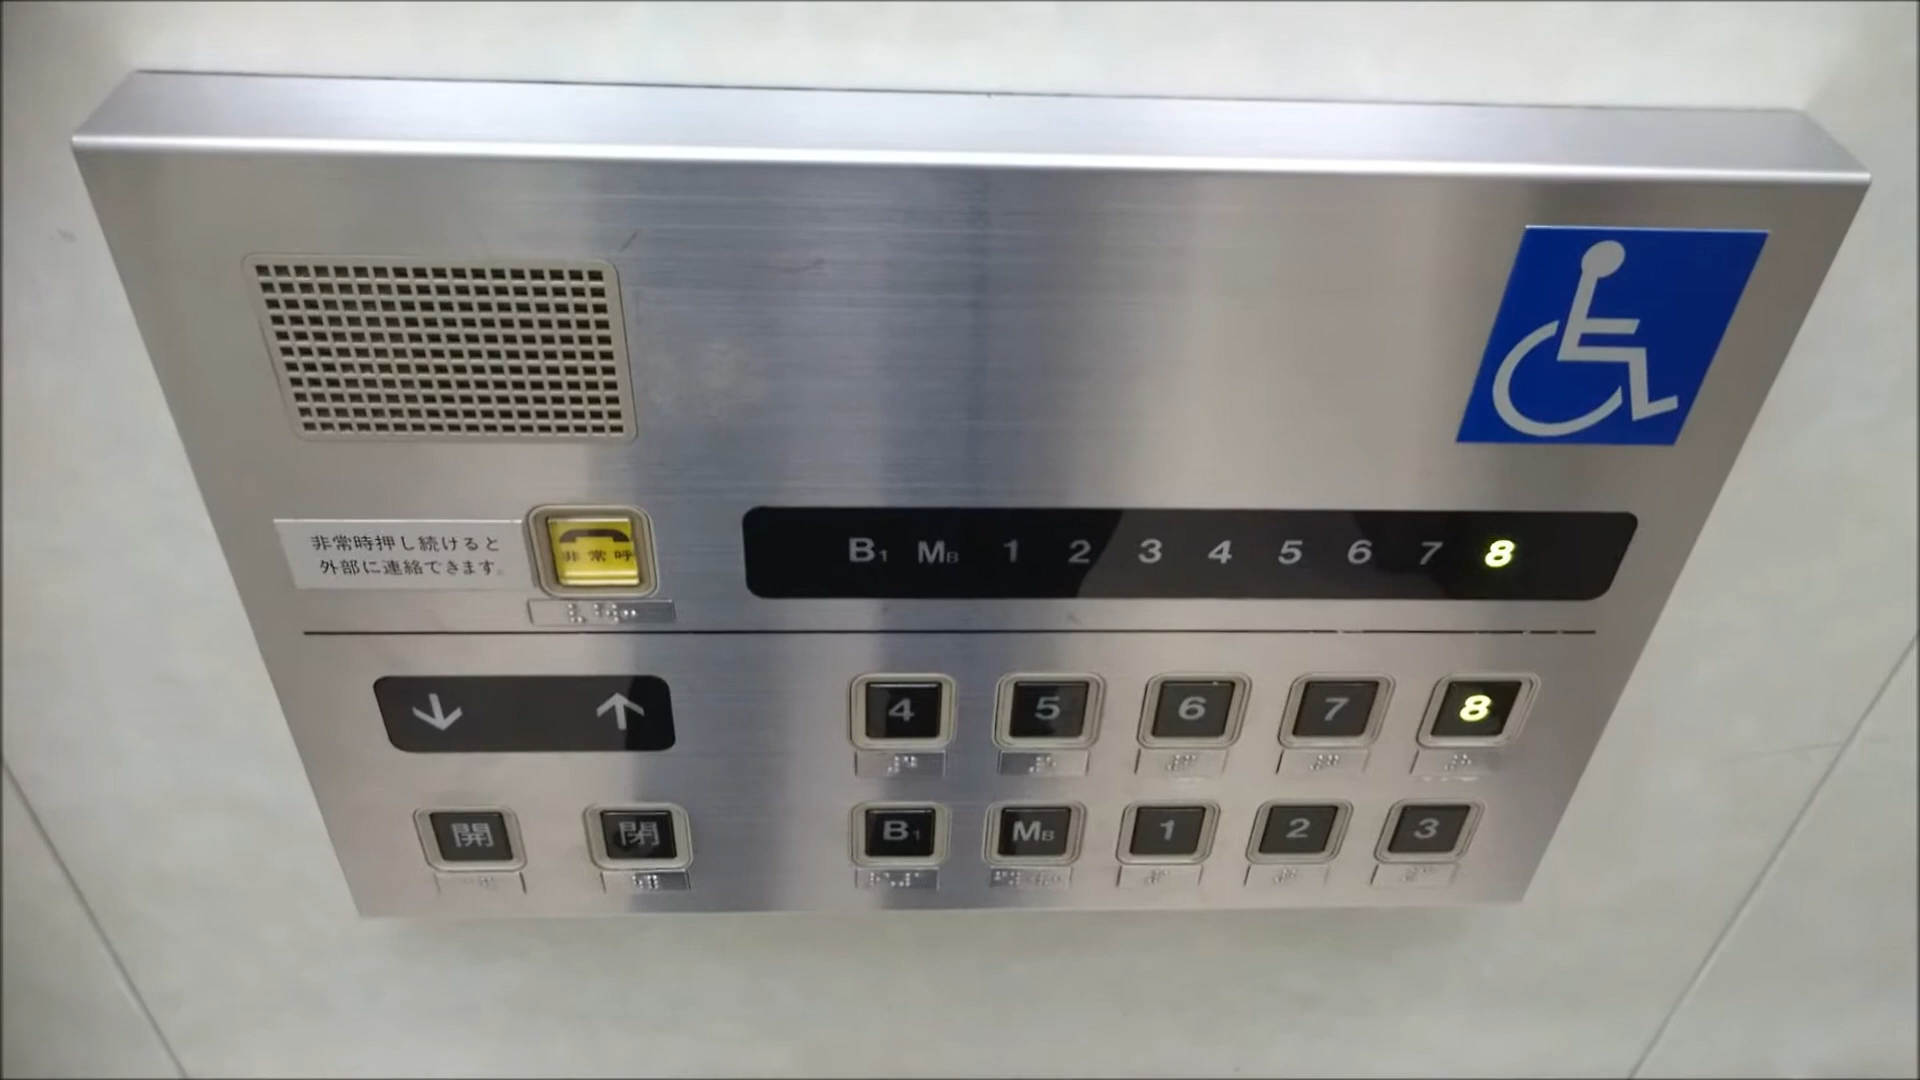 非常時押し続けると
外部に連絡できます。
非常呼
B1 MB 1 2 3 4 5 6 7 8
↓ ↑
4 5 6 7 8
開 閉
B1 MB 1 2 3